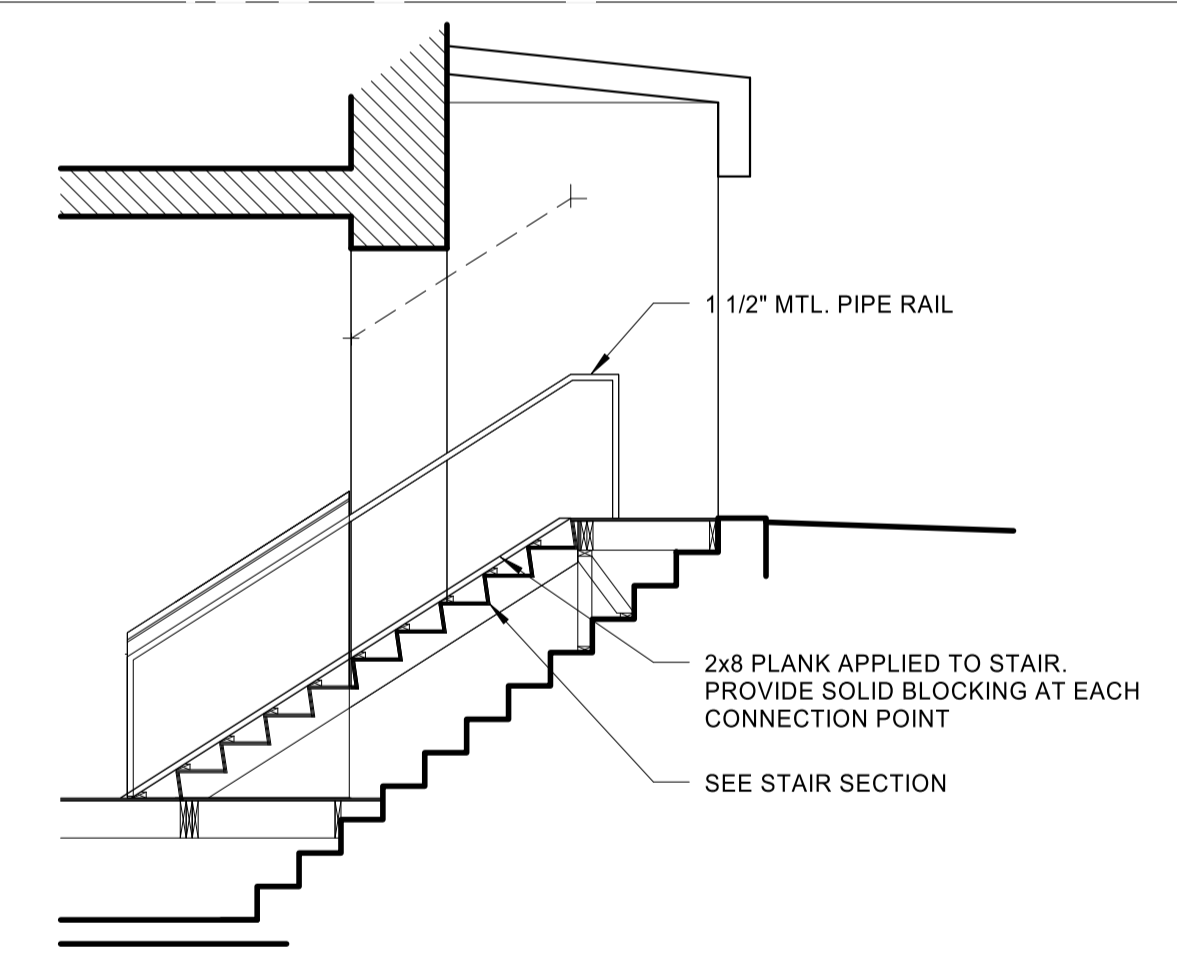 1 1/2" MTL. PIPE RAIL
2x8 PLANK APPLIED TO STAIR.
PROVIDE SOLID BLOCKING AT EACH
CONNECTION POINT
SEE STAIR SECTION